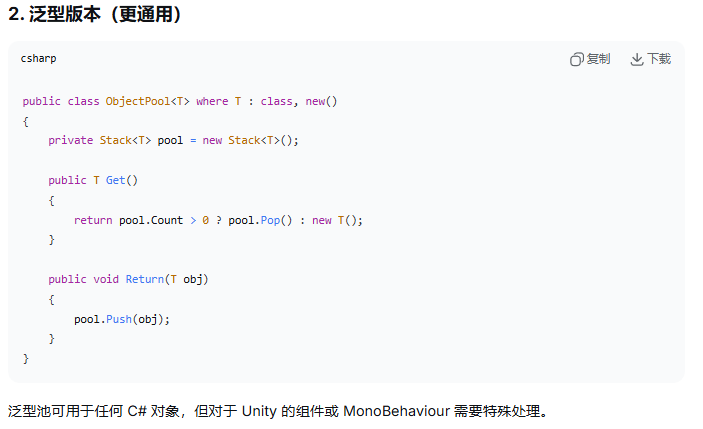 2. 泛型版本（更通用）
csharp 复制 下载
public class ObjectPool<T> where T : class, new()
{
    private Stack<T> pool = new Stack<T>();
    public T Get()
    {
        return pool.Count > 0 ? pool.Pop() : new T();
    }
    public void Return(T obj)
    {
        pool.Push(obj);
    }
}
泛型池可用于任何 C# 对象，但对于 Unity 的组件或 MonoBehaviour 需要特殊处理。